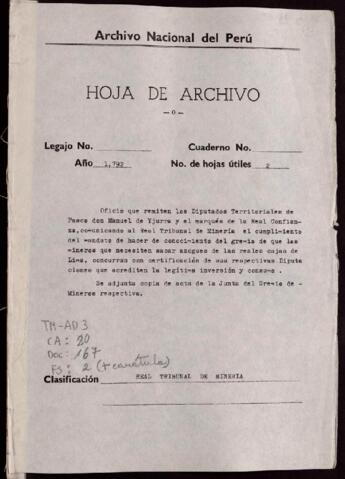 Archivo Nacional del Perú
HOJA DE ARCHIVO
—o—
Legajo No. Cuaderno No.
Año 1,792 No. de hojas útiles 2
Oficio que remiten los Diputados Territoriales de
Pasco don Manuel de Yjurra y el marqués de la Real Confian-
za,comunicando al Real Tribunal de Minería el cumplimiento
del mandato de hacer de conocimiento del gremio de que los
mineros que necesiten sacar azogues de las reales cajas de
Lima, concurran con certificación de sus respectivas Diputa
ciones que acrediten la legítima inversión y consumo.
Se adjunta copia de acta de la Junta del Gremio de
Mineros respectiva.
TM-AD3
CA: 20
DOC: 167
FS: 2 (+ carátula)
Clasificación REAL TRIBUNAL DE MINERIA